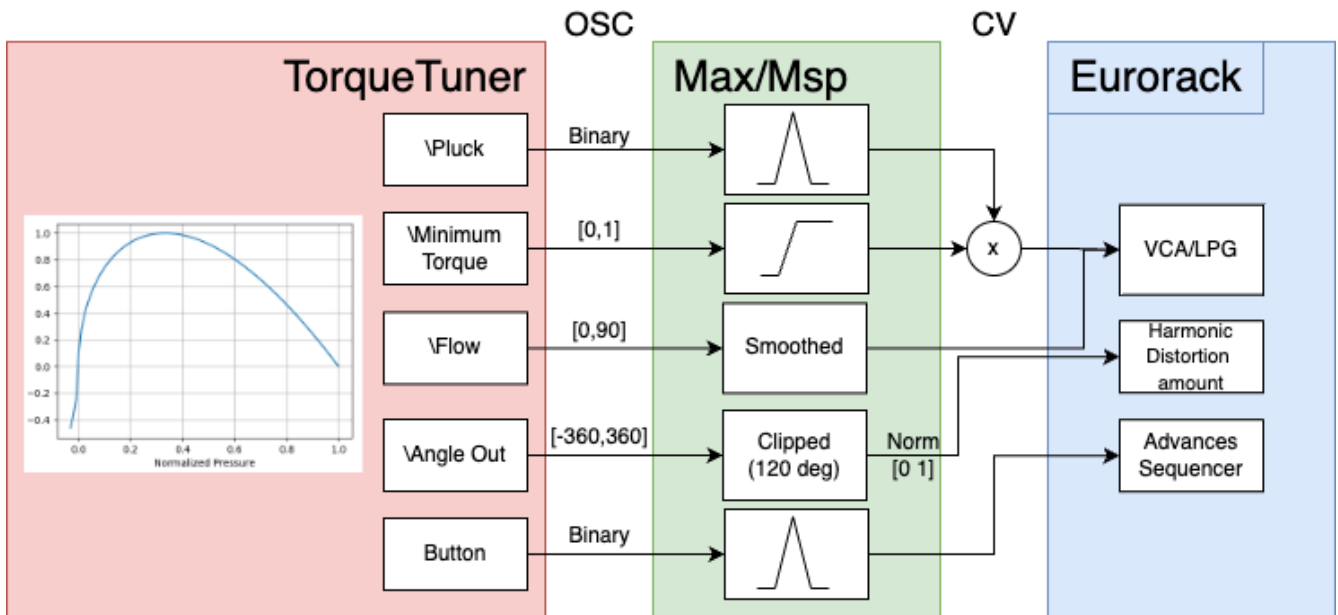 OSC
CV
TorqueTuner
Max/Msp
Eurorack
\Pluck
Binary
\Minimum
Torque
[0,1]
x
VCA/LPG
1.0
0.8
0.6
0.4
0.2
0.0
−0.2
−0.4
0.0 0.2 0.4 0.6 0.8 1.0
Normalized Pressure
\Flow
[0,90]
Smoothed
Harmonic
Distortion
amount
\Angle Out
[-360,360]
Clipped
(120 deg)
Norm
[0 1]
Advances
Sequencer
Button
Binary